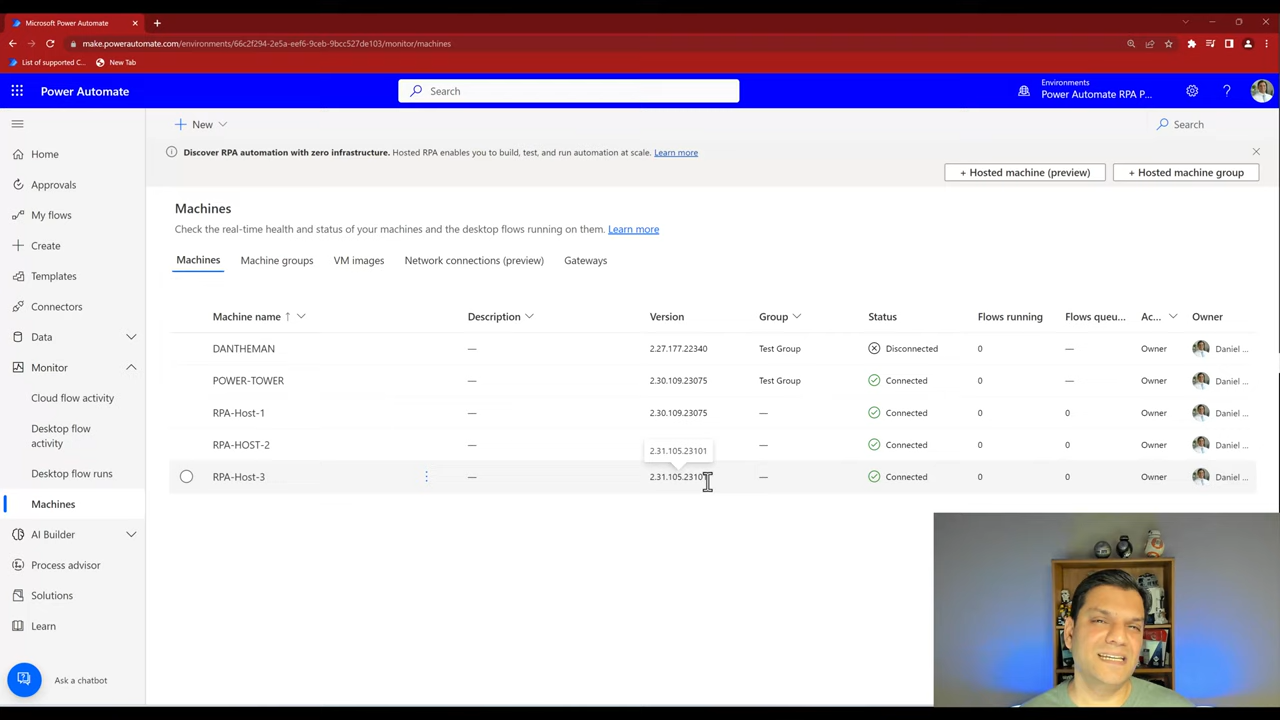 Microsoft Power Automate
make.powerautomate.com/environments/66c2f294-2e5a-eef6-9ceb-9bcc527de103/monitor/machines
List of supported C...
New Tab
Power Automate
Search
Environments
Power Automate RPA P...
Home
Approvals
My flows
Create
Templates
Connectors
Data
Monitor
Cloud flow activity
Desktop flow
activity
Desktop flow runs
Machines
AI Builder
Process advisor
Solutions
Learn
Ask a chatbot
New
Search
Discover RPA automation with zero infrastructure. Hosted RPA enables you to build, test, and run automation at scale. Learn more
+ Hosted machine (preview)
+ Hosted machine group
Machines
Check the real-time health and status of your machines and the desktop flows running on them. Learn more
Machines Machine groups VM images Network connections (preview) Gateways
Machine name ↑ Description Version Group Status Flows running Flows queu... Ac... Owner
DANTHEMAN — 2.27.177.22340 Test Group Disconnected 0 — Owner Daniel ...
POWER-TOWER — 2.30.109.23075 Test Group Connected 0 — Owner Daniel ...
RPA-Host-1 — 2.30.109.23075 — Connected 0 0 Owner Daniel ...
RPA-HOST-2 — — Connected 0 0 Owner Daniel ...
2.31.105.23101
RPA-Host-3 — 2.31.105.23101 — Connected 0 0 Owner Daniel ...